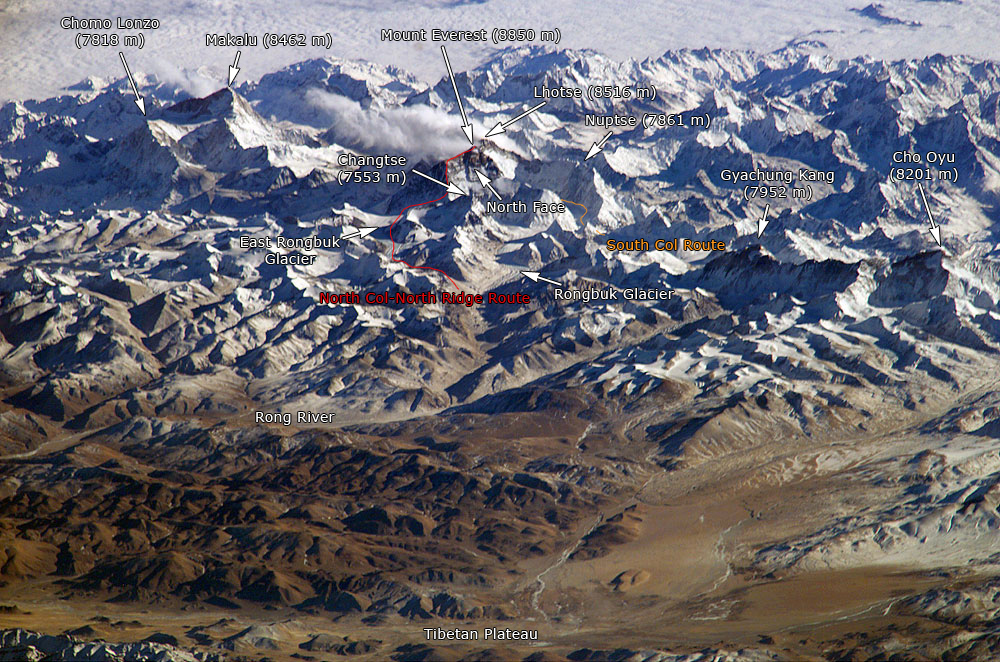 Chomo Lonzo
(7818 m)
Makalu (8462 m)
Mount Everest (8850 m)
Lhotse (8516 m)
Nuptse (7861 m)
Changtse
(7553 m)
Cho Oyu
(8201 m)
Gyachung Kang
(7952 m)
North Face
East Rongbuk
Glacier
South Col Route
Rongbuk Glacier
North Col-North Ridge Route
Rong River
Tibetan Plateau